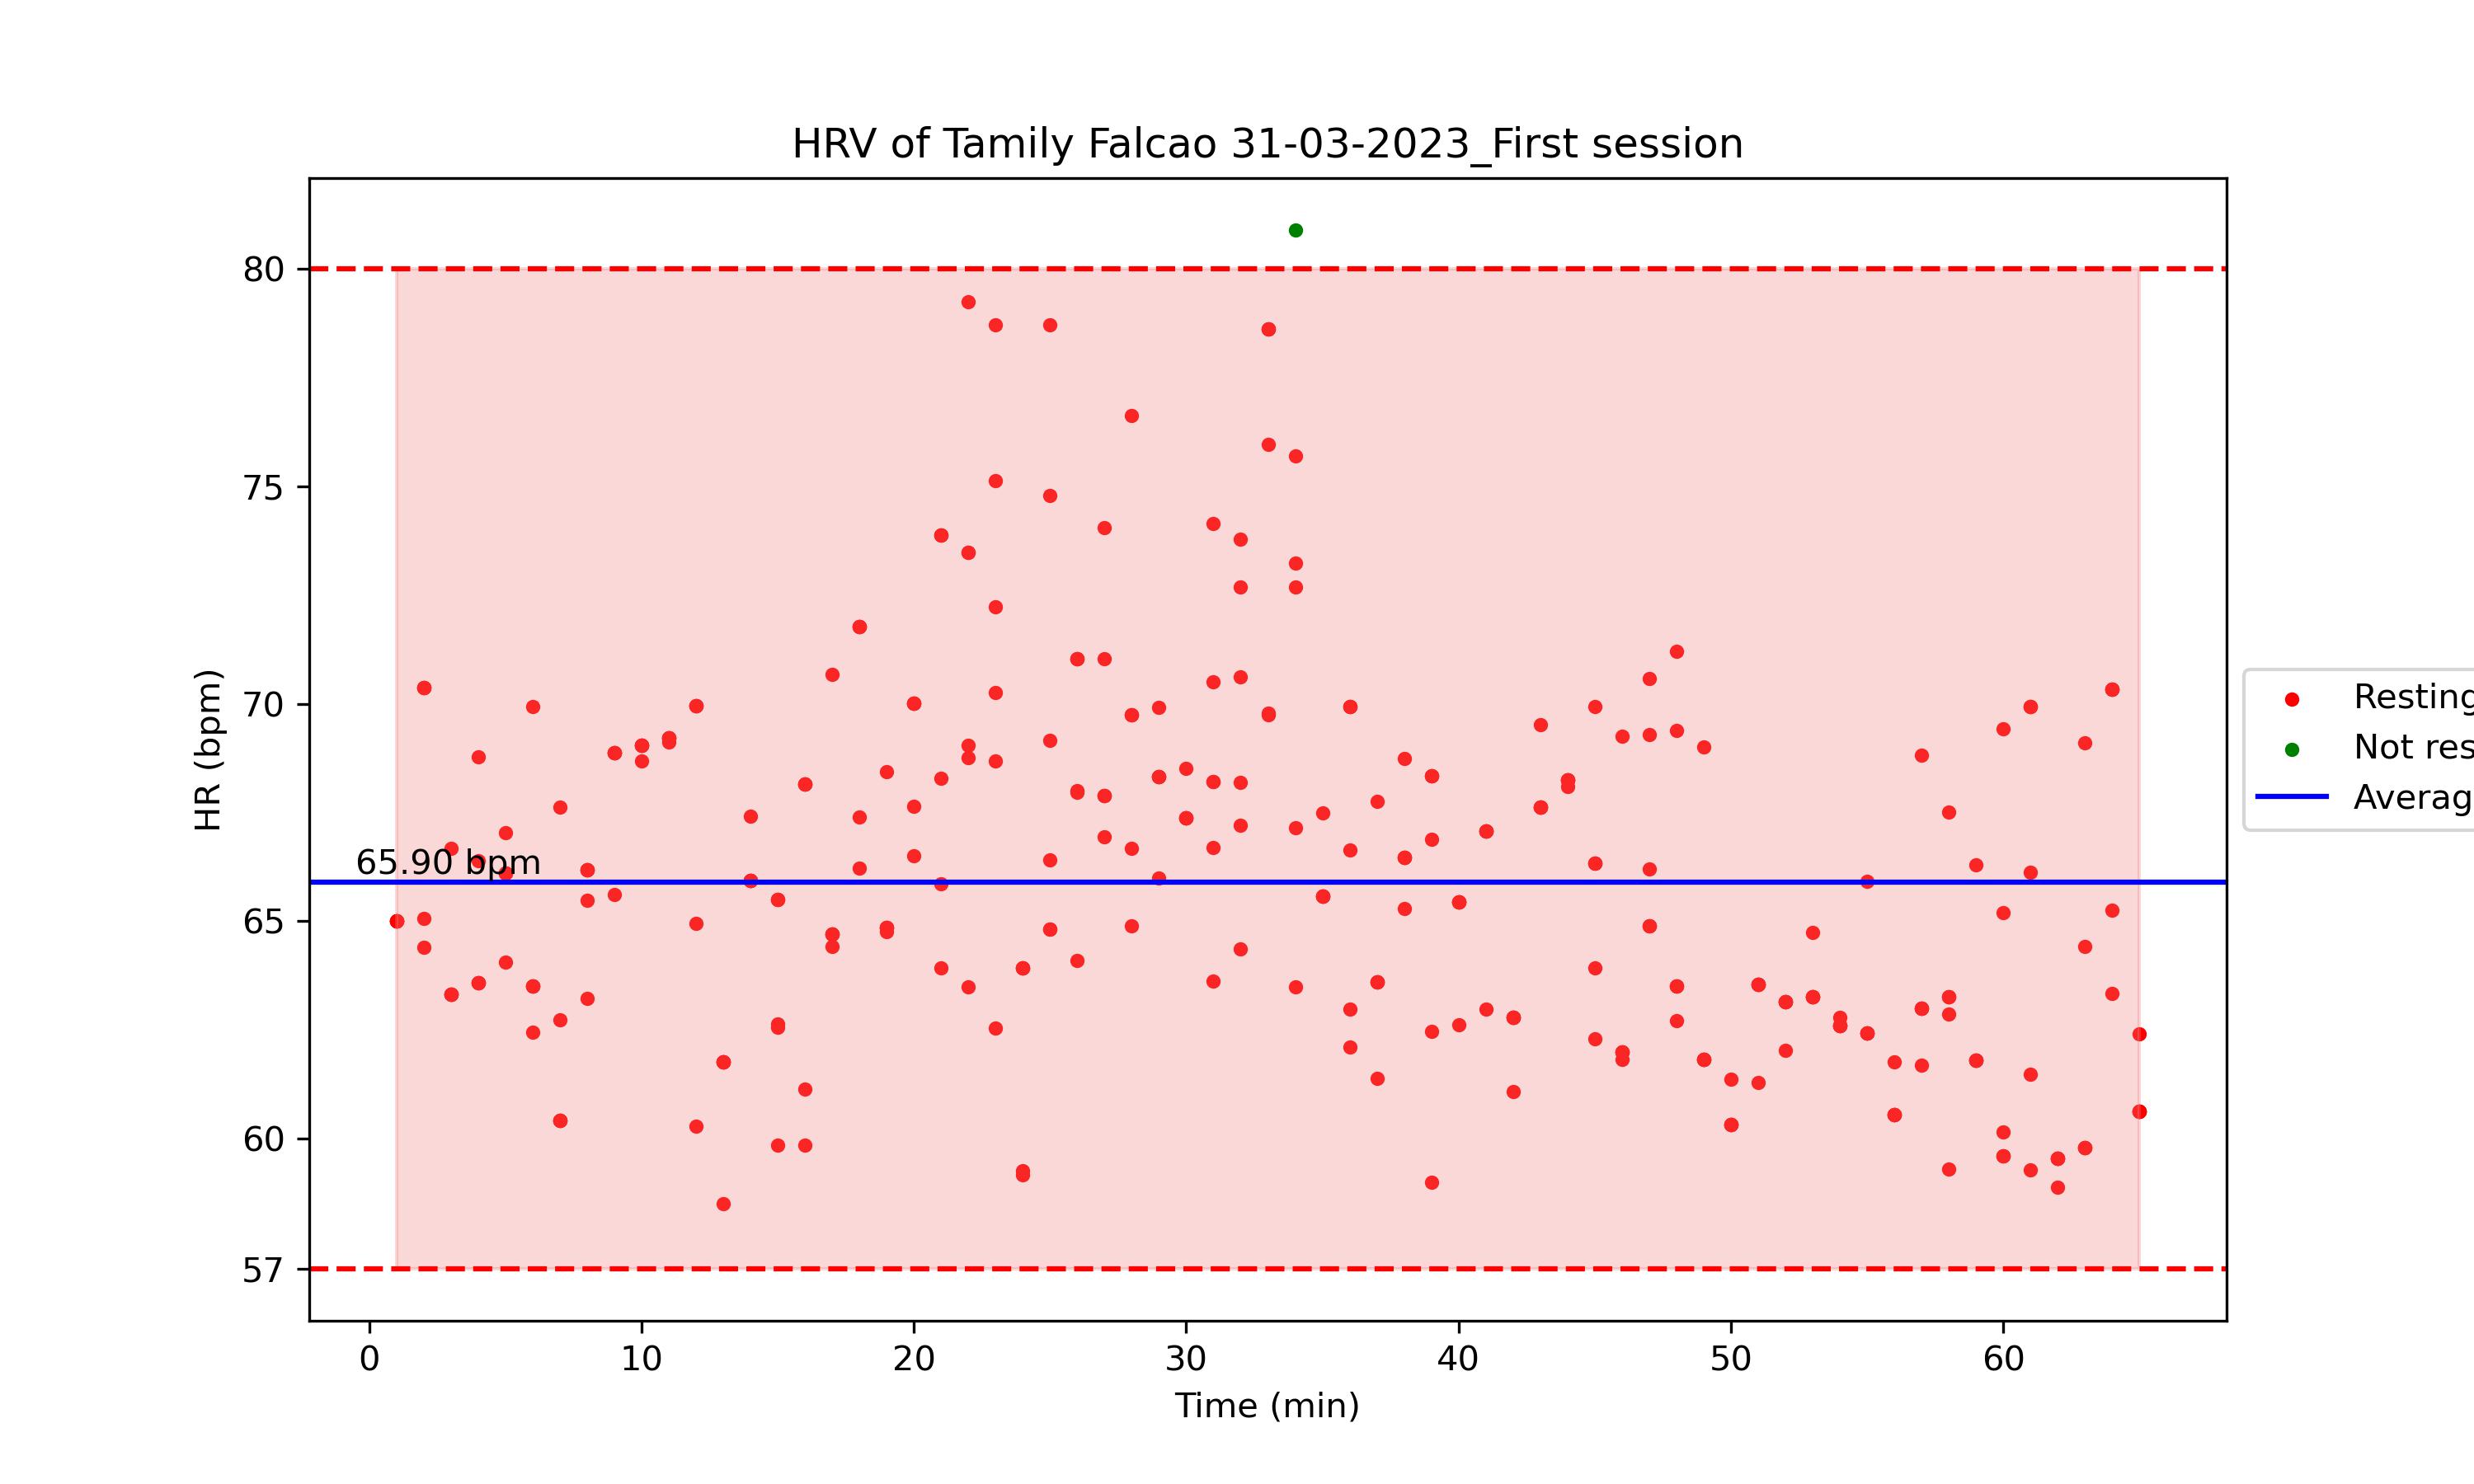 HRV of Tamily Falcao 31-03-2023_First session
80
75
70
65
60
57
HR (bpm)
65.90 bpm
0 10 20 30 40 50 60
Time (min)
Resting
Not res
Averag